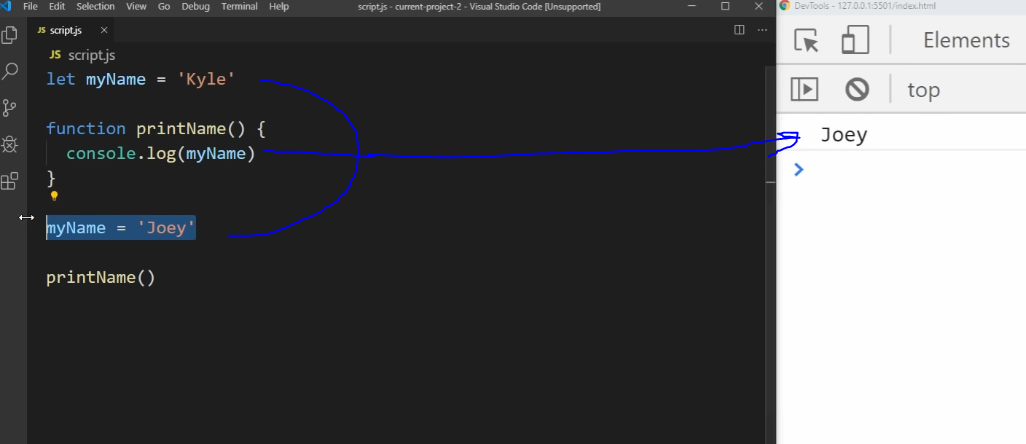 File Edit Selection View Go Debug Terminal Help script.js - current-project-2 - Visual Studio Code [Unsupported]
DevTools - 127.0.0.1:5501/index.html
JS script.js
Elements
JS script.js
let myName = 'Kyle'
top
function printName() {
Joey
console.log(myName)
}
myName = 'Joey'
printName()